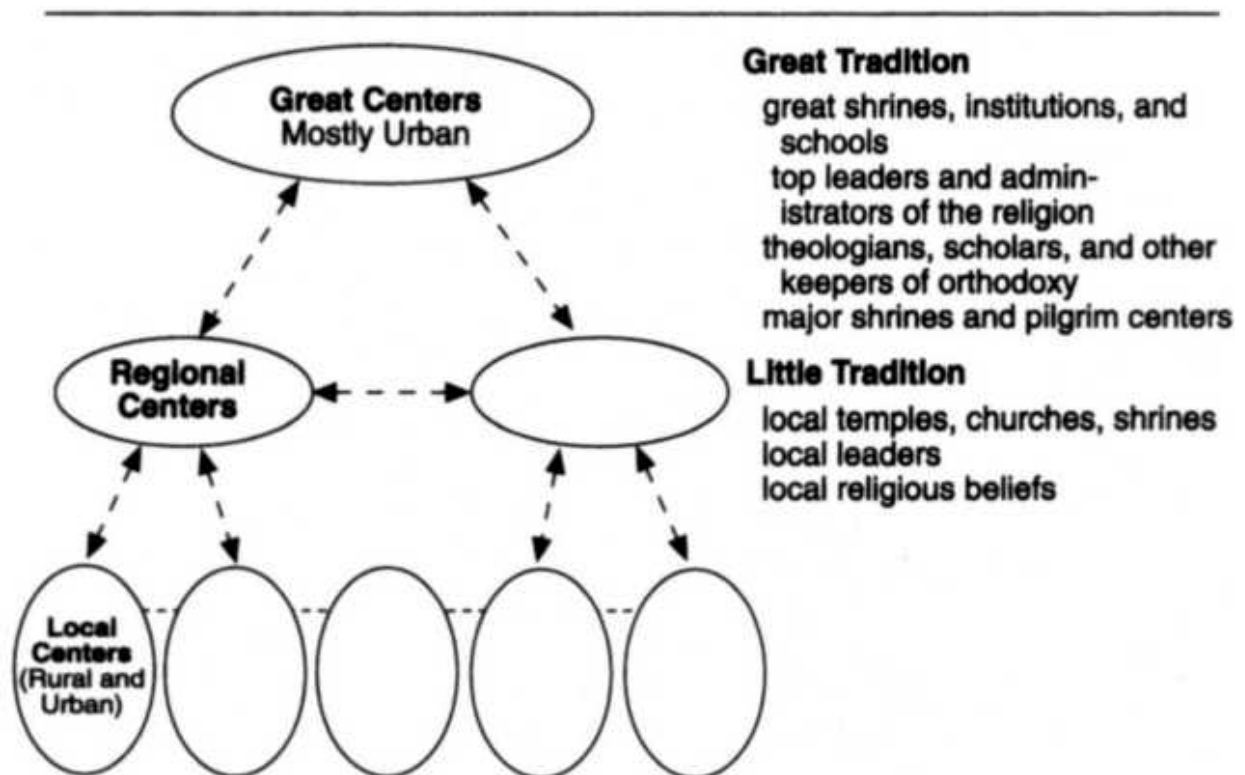 Great Centers
Mostly Urban
Regional
Centers
Local
Centers
(Rural and
Urban)
Great Tradition
great shrines, institutions, and
schools
top leaders and admin-
istrators of the religion
theologians, scholars, and other
keepers of orthodoxy
major shrines and pilgrim centers
Little Tradition
local temples, churches, shrines
local leaders
local religious beliefs